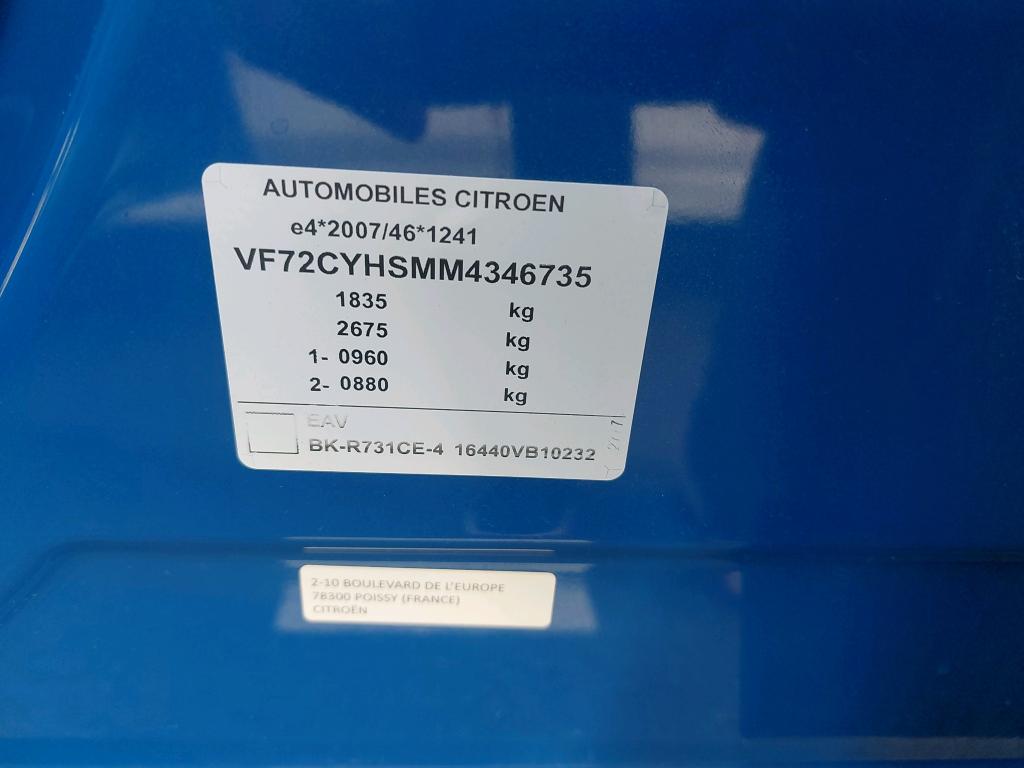 AUTOMOBILES CITROEN
e4*2007/46*1241
VF72CYHSMM4346735
1835 kg
2675 kg
1- 0960 kg
2- 0880 kg
EAV
BK-R731CE-4 16440VB10232
2-10 BOULEVARD DE L'EUROPE
78300 POISSY (FRANCE)
CITROËN